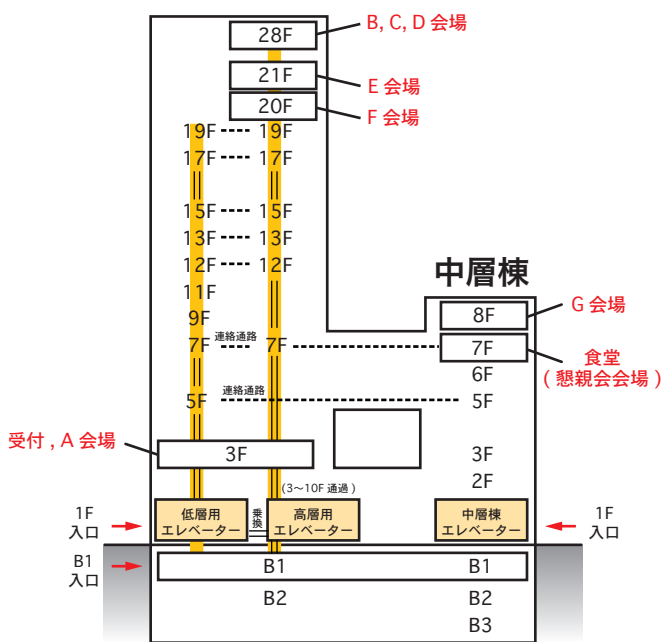 28F
B, C, D 会場
21F
E 会場
20F
F 会場
19F 19F
17F 17F
15F 15F
13F 13F
12F 12F
11F
9F
7F 連絡通路 7F
5F 連絡通路 5F
中層棟
8F
G 会場
7F
食堂
( 懇親会会場 )
6F
受付 , A 会場
3F
3F
2F
(3〜10F 通過 )
1F
入口
低層用
エレベーター
乗換
高層用
エレベーター
中層棟
エレベーター
1F
入口
B1
入口
B1 B1
B2 B2
B3